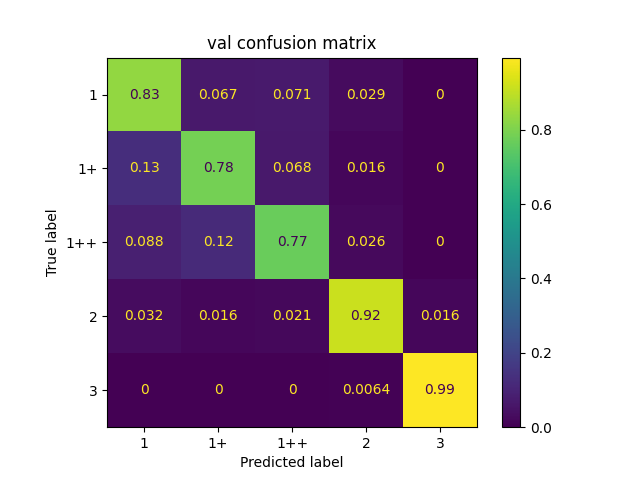 val confusion matrix
True label
1 0.83 0.067 0.071 0.029 0
1+ 0.13 0.78 0.068 0.016 0
1++ 0.088 0.12 0.77 0.026 0
2 0.032 0.016 0.021 0.92 0.016
3 0 0 0 0.0064 0.99
1 1+ 1++ 2 3
Predicted label
0.8
0.6
0.4
0.2
0.0